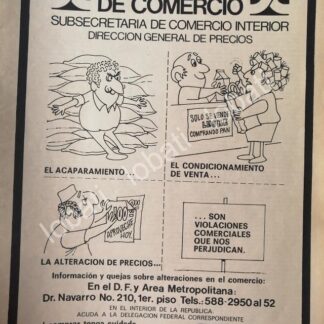 DE COMERCIO
SUBSECRETARIA DE COMERCIO INTERIOR
DIRECCION GENERAL DE PRECIOS
EL ACAPARAMIENTO...
SOLO SE VENDE
COMPRANDO PAN
EL CONDICIONAMIENTO
DE VENTA...
HOY
LA ALTERACION DE PRECIOS...
... SON
VIOLACIONES
COMERCIALES
QUE NOS
PERJUDICAN.
Información y quejas sobre alteraciones en el comercio:
En el D.F. y Area Metropolitana:
Dr. Navarro No. 210, 1er. piso Tels.: 588-2950 al 52
EN EL INTERIOR DE LA REPUBLICA:
ACUDA A LA DELEGACION FEDERAL CORRESPONDIENTE